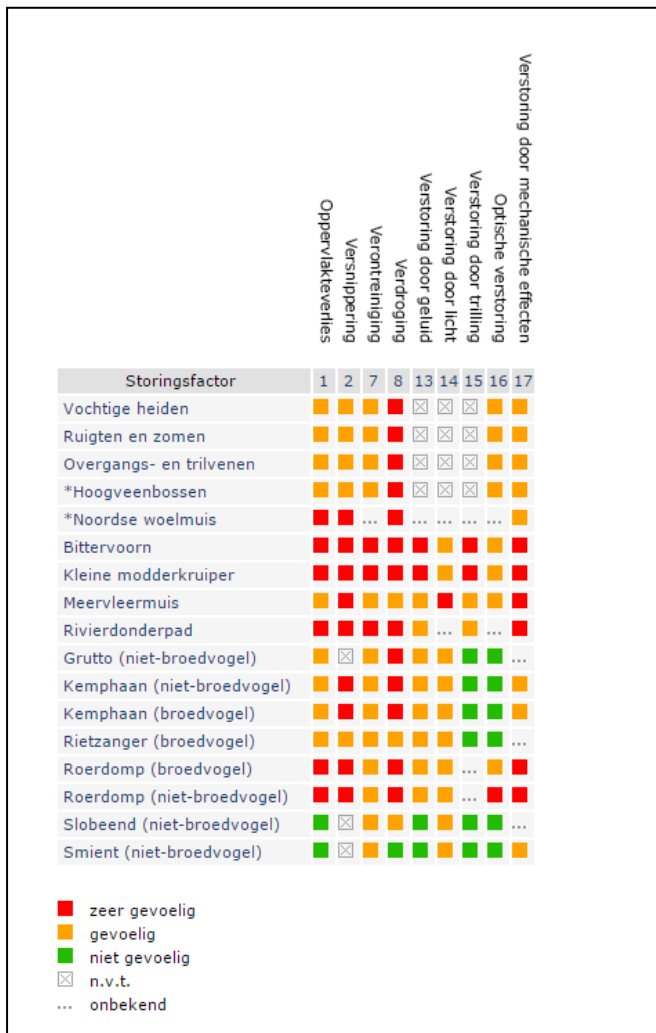 Oppervlakteverlies
Versnippering
Verontreiniging
Verdroging
Verstoring door geluid
Verstoring door licht
Verstoring door trilling
Optische verstoring
Verstoring door mechanische effecten
Storingsfactor 1 2 7 8 13 14 15 16 17
Vochtige heiden
Ruigten en zomen
Overgangs- en trilvenen
*Hoogveenbossen
*Noordse woelmuis ... ... ... ... ...
Bittervoorn
Kleine modderkruiper
Meervleermuis
Rivierdonderpad ... ...
Grutto (niet-broedvogel) ...
Kemphaan (niet-broedvogel)
Kemphaan (broedvogel)
Rietzanger (broedvogel) ...
Roerdomp (broedvogel) ...
Roerdomp (niet-broedvogel) ...
Slobeend (niet-broedvogel) ...
Smient (niet-broedvogel)
zeer gevoelig
gevoelig
niet gevoelig
n.v.t.
... onbekend